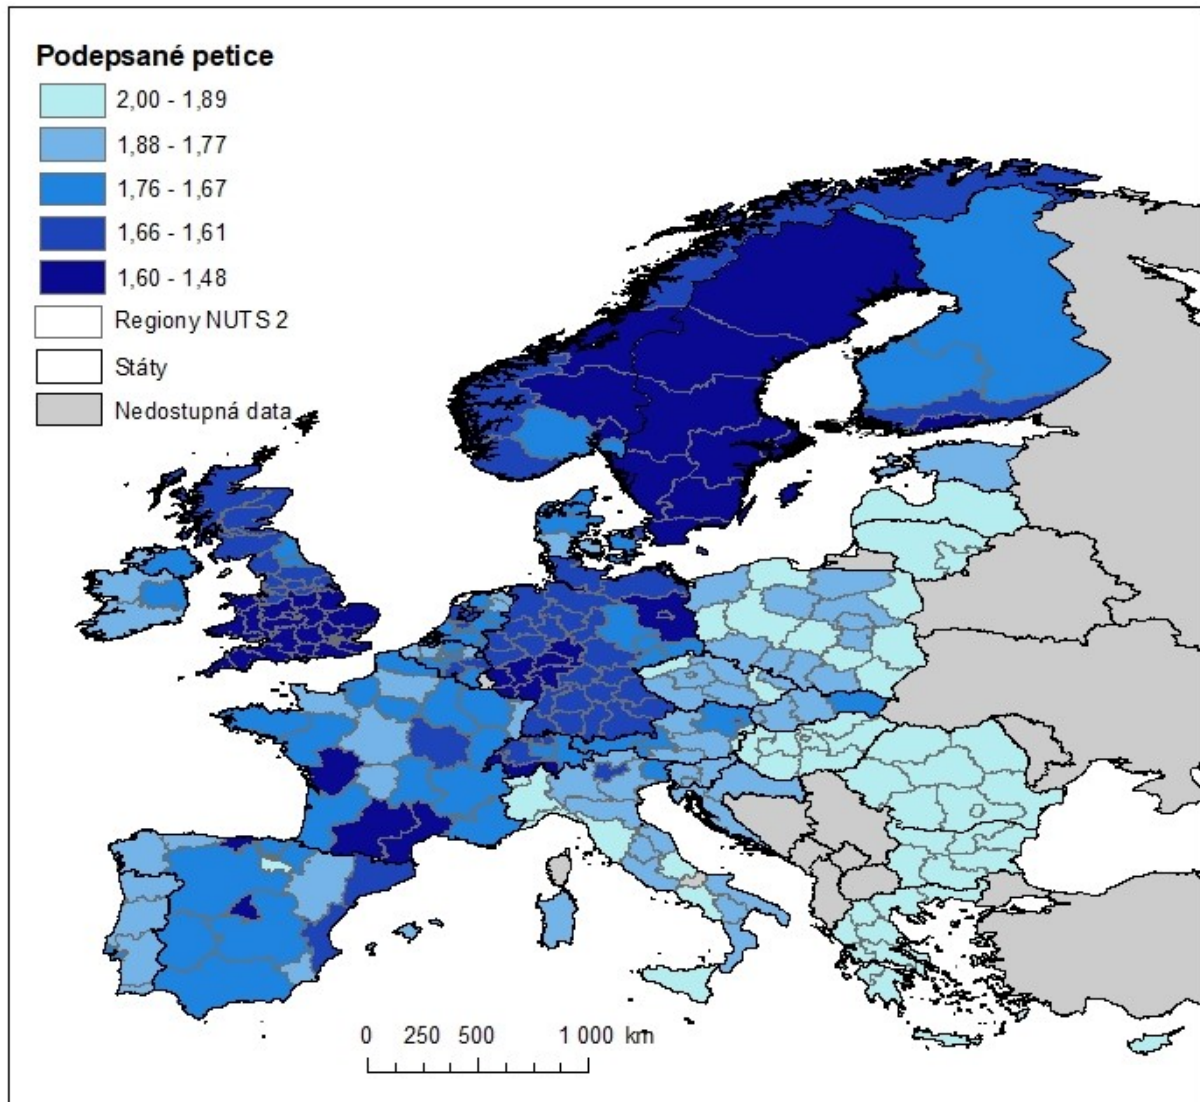 Podepsané petice
2,00 - 1,89
1,88 - 1,77
1,76 - 1,67
1,66 - 1,61
1,60 - 1,48
Regiony NUTS 2
Státy
Nedostupná data
0 250 500 1 000 km